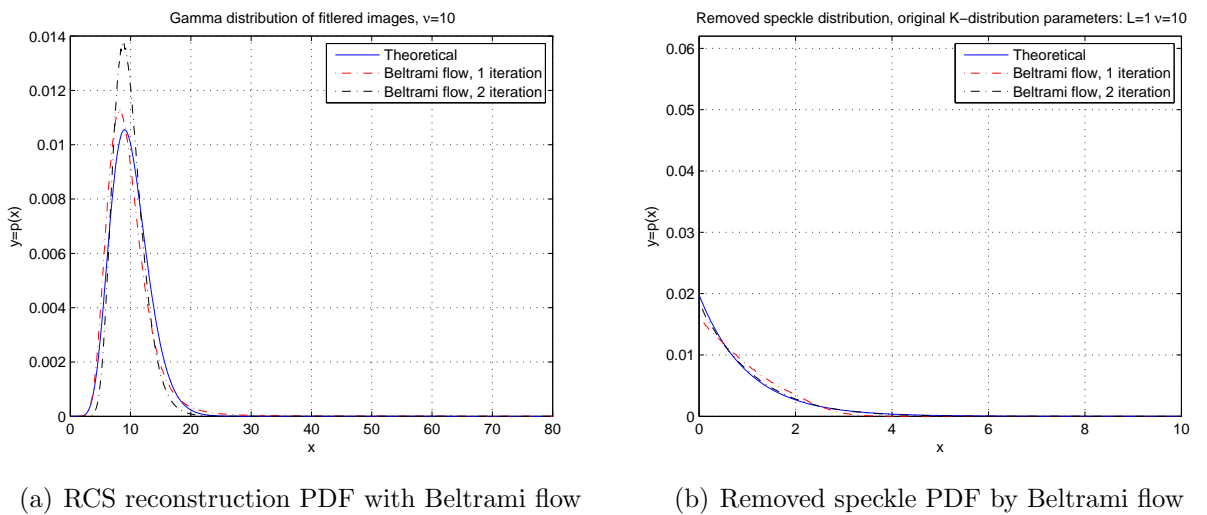 Gamma distribution of fitlered images, ν=10
0.014
0.012
0.01
0.008
0.006
0.004
0.002
0
y=p(x)
Theoretical
Beltrami flow, 1 iteration
Beltrami flow, 2 iteration
0 10 20 30 40 50 60 70 80
x
(a) RCS reconstruction PDF with Beltrami flow
Removed speckle distribution, original K−distribution parameters: L=1 ν=10
0.06
0.05
0.04
0.03
0.02
0.01
0
y=p(x)
Theoretical
Beltrami flow, 1 iteration
Beltrami flow, 2 iteration
0 2 4 6 8 10
x
(b) Removed speckle PDF by Beltrami flow